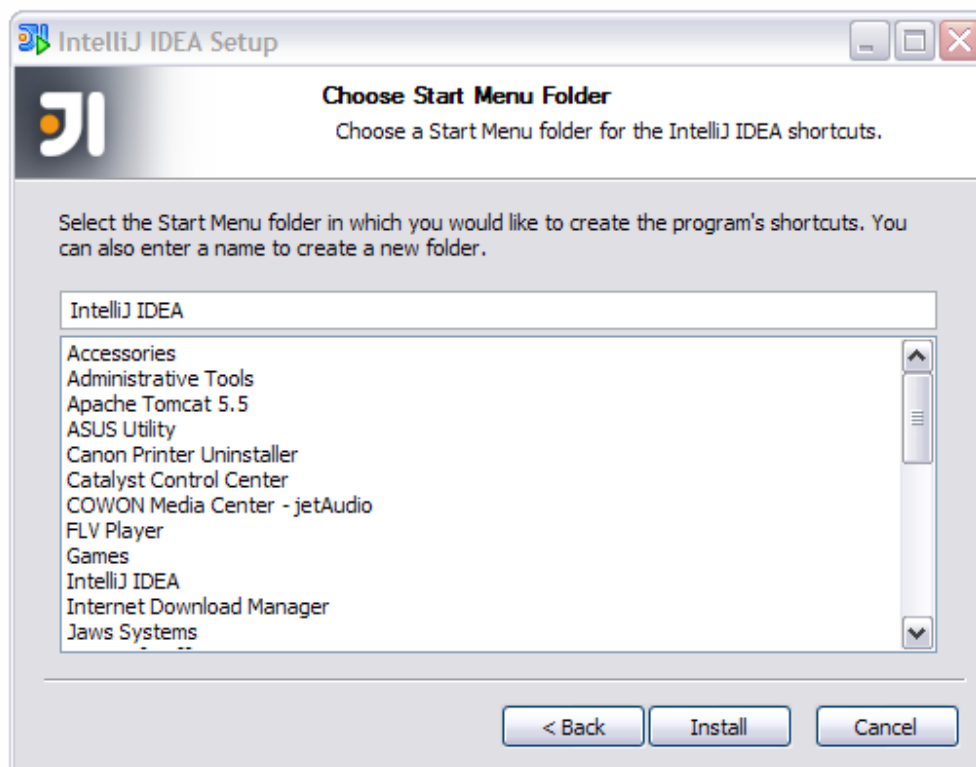 IntelliJ IDEA Setup
Choose Start Menu Folder
Choose a Start Menu folder for the IntelliJ IDEA shortcuts.
Select the Start Menu folder in which you would like to create the program's shortcuts. You
can also enter a name to create a new folder.
IntelliJ IDEA
Accessories
Administrative Tools
Apache Tomcat 5.5
ASUS Utility
Canon Printer Uninstaller
Catalyst Control Center
COWON Media Center - jetAudio
FLV Player
Games
IntelliJ IDEA
Internet Download Manager
Jaws Systems
< Back
Install
Cancel